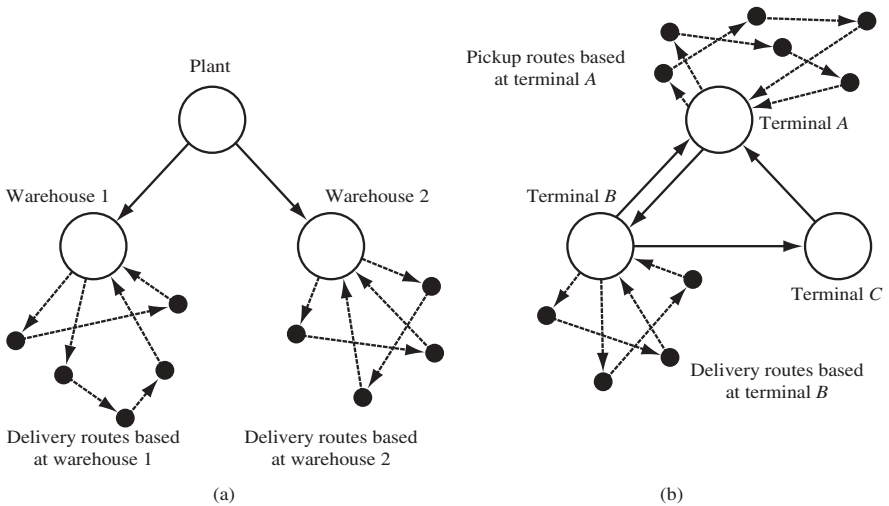 Plant
Warehouse 1
Warehouse 2
Delivery routes based
at warehouse 1
Delivery routes based
at warehouse 2
(a)
Pickup routes based
at terminal A
Terminal A
Terminal B
Terminal C
Delivery routes based
at terminal B
(b)